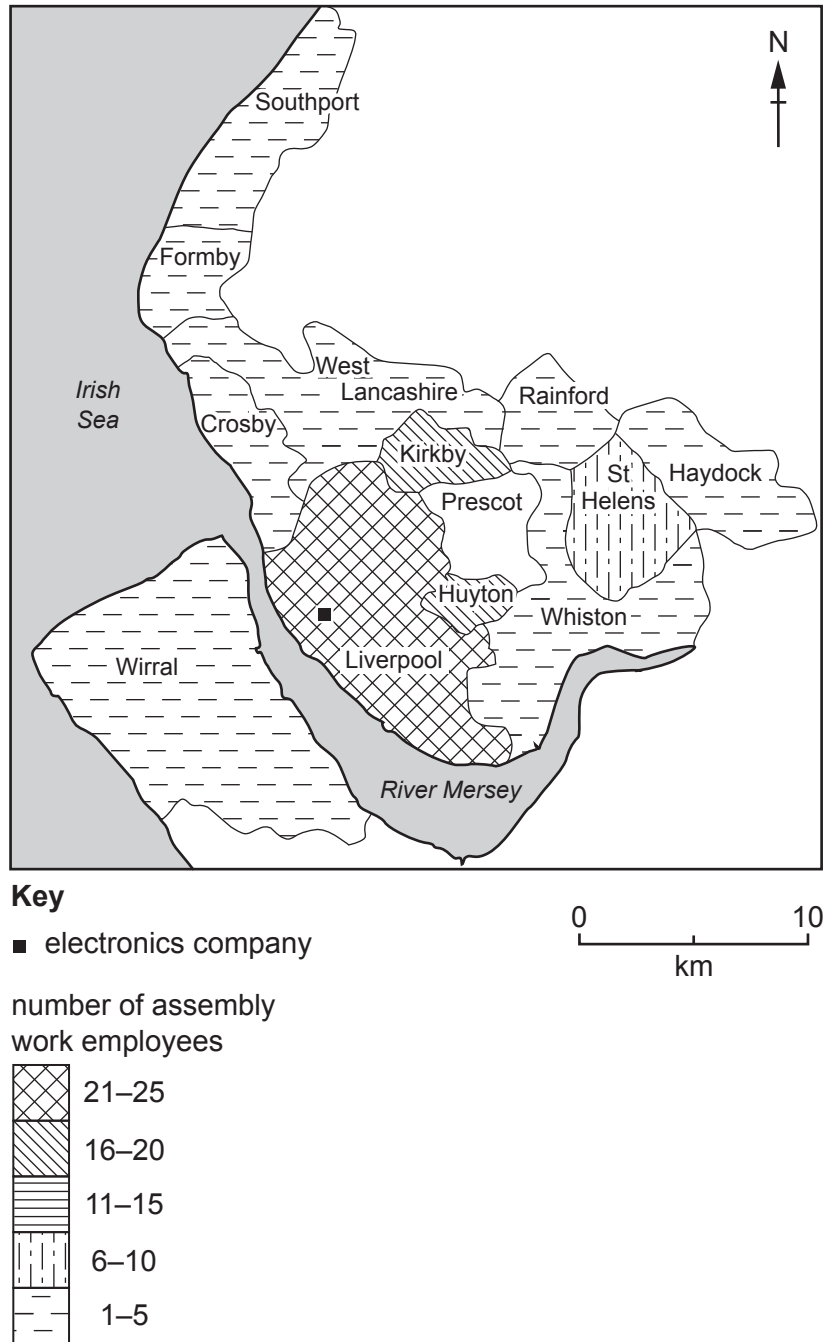 N
Southport
Formby
West
Lancashire
Rainford
Irish
Sea
Crosby
Kirkby
St
Helens
Haydock
Prescot
Huyton
Whiston
Wirral
Liverpool
River Mersey
Key
electronics company
0 10
km
number of assembly
work employees
21–25
16–20
11–15
6–10
1–5